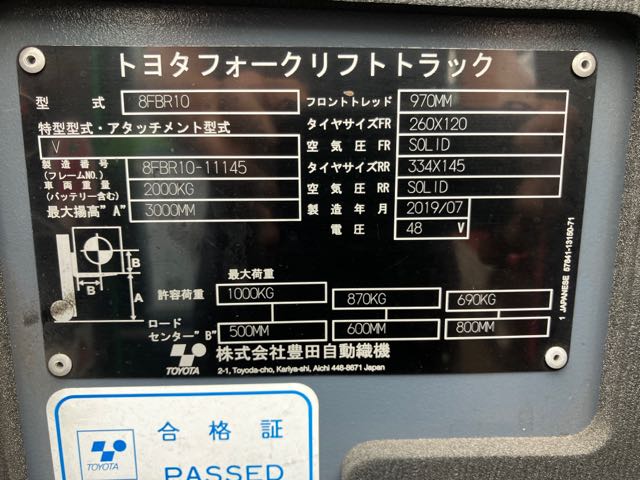 トヨタフォークリフトトラック
型式 8FBR10 フロントトレッド 970MM
特型型式・アタッチメント型式 タイヤサイズFR 260X120
V 空気圧 FR SOLID
製造番号 (フレームNO.) 8FBR10-11145 タイヤサイズRR 334X145
車両重量 (バッテリー含む) 2000KG 空気圧 RR SOLID
最大揚高"A" 3000MM 製造年月 2019/07
電圧 48 V
B
B
A
最大荷重
許容荷重 1000KG 870KG 690KG
ロードセンター"B" 500MM 600MM 800MM
TOYOTA 株式会社豊田自動織機
2-1, Toyoda-cho, Kariya-shi, Aichi 448-8671 Japan
1 JAPANESE 57841-13150-71
合格証
TOYOTA PASSED